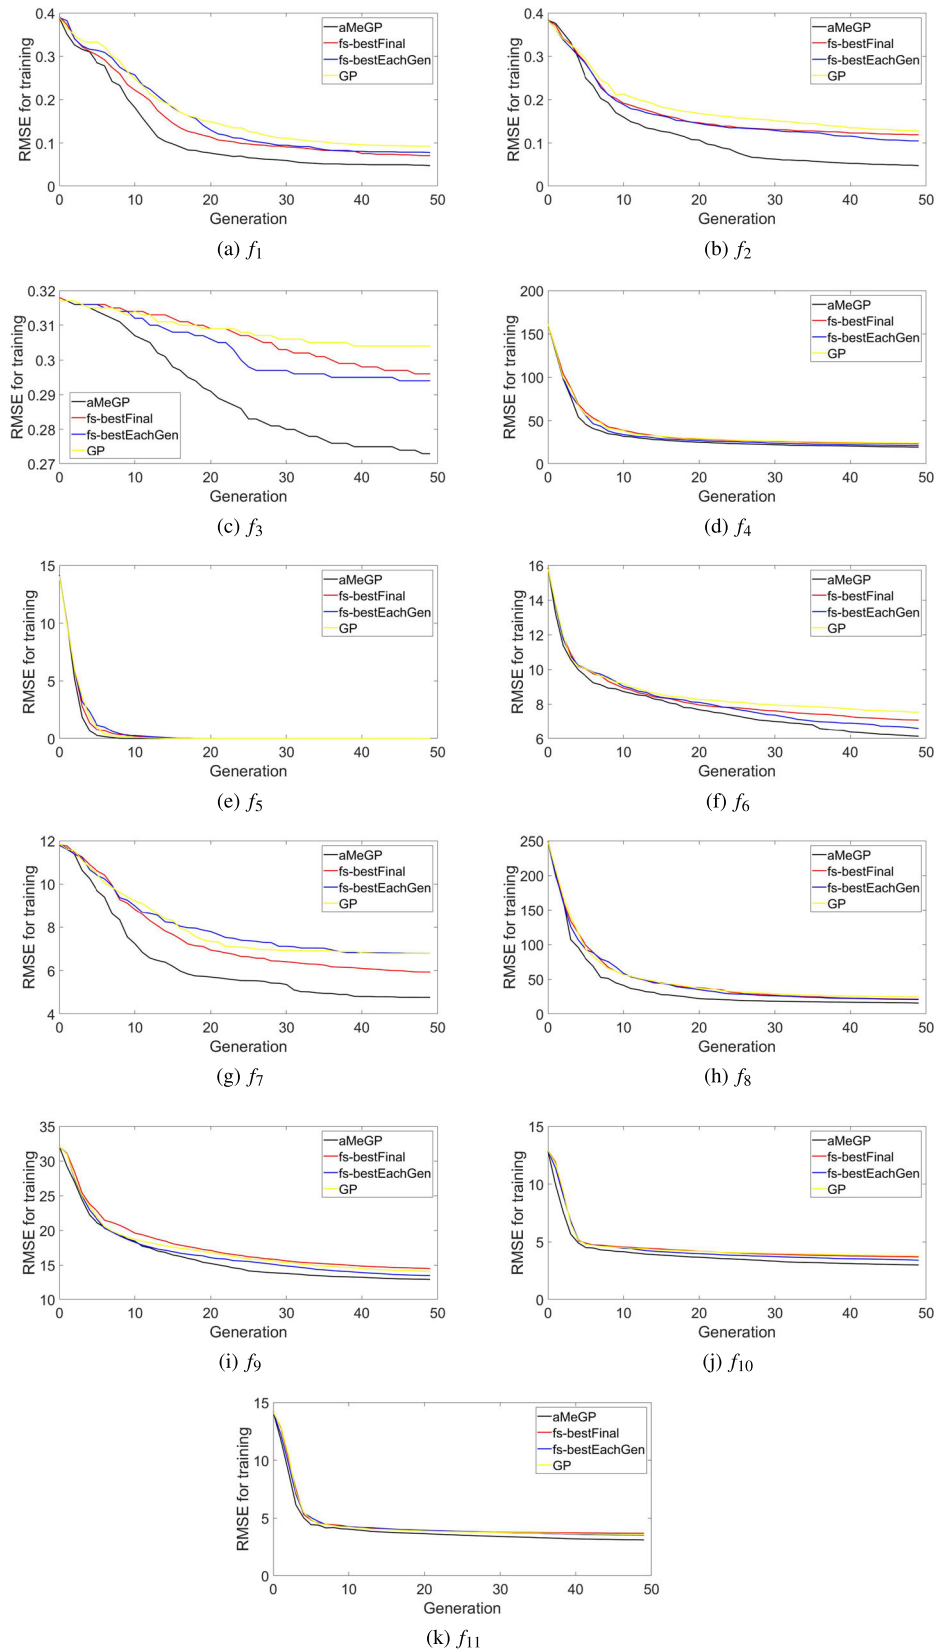 0.4
0.3
0.2
0.1
0
RMSE for training
aMeGP
fs-bestFinal
fs-bestEachGen
GP
0 10 20 30 40 50
Generation
(a) f1
0.4
0.3
0.2
0.1
0
RMSE for training
aMeGP
fs-bestFinal
fs-bestEachGen
GP
0 10 20 30 40 50
Generation
(b) f2
0.32
0.31
0.3
0.29
0.28
0.27
RMSE for training
aMeGP
fs-bestFinal
fs-bestEachGen
GP
0 10 20 30 40 50
Generation
(c) f3
200
150
100
50
0
RMSE for training
aMeGP
fs-bestFinal
fs-bestEachGen
GP
0 10 20 30 40 50
Generation
(d) f4
15
10
5
0
RMSE for training
aMeGP
fs-bestFinal
fs-bestEachGen
GP
0 10 20 30 40 50
Generation
(e) f5
16
14
12
10
8
6
RMSE for training
aMeGP
fs-bestFinal
fs-bestEachGen
GP
0 10 20 30 40 50
Generation
(f) f6
12
10
8
6
4
RMSE for training
aMeGP
fs-bestFinal
fs-bestEachGen
GP
0 10 20 30 40 50
Generation
(g) f7
250
200
150
100
50
0
RMSE for training
aMeGP
fs-bestFinal
fs-bestEachGen
GP
0 10 20 30 40 50
Generation
(h) f8
35
30
25
20
15
10
RMSE for training
aMeGP
fs-bestFinal
fs-bestEachGen
GP
0 10 20 30 40 50
Generation
(i) f9
15
10
5
0
RMSE for training
aMeGP
fs-bestFinal
fs-bestEachGen
GP
0 10 20 30 40 50
Generation
(j) f10
15
10
5
0
RMSE for training
aMeGP
fs-bestFinal
fs-bestEachGen
GP
0 10 20 30 40 50
Generation
(k) f11